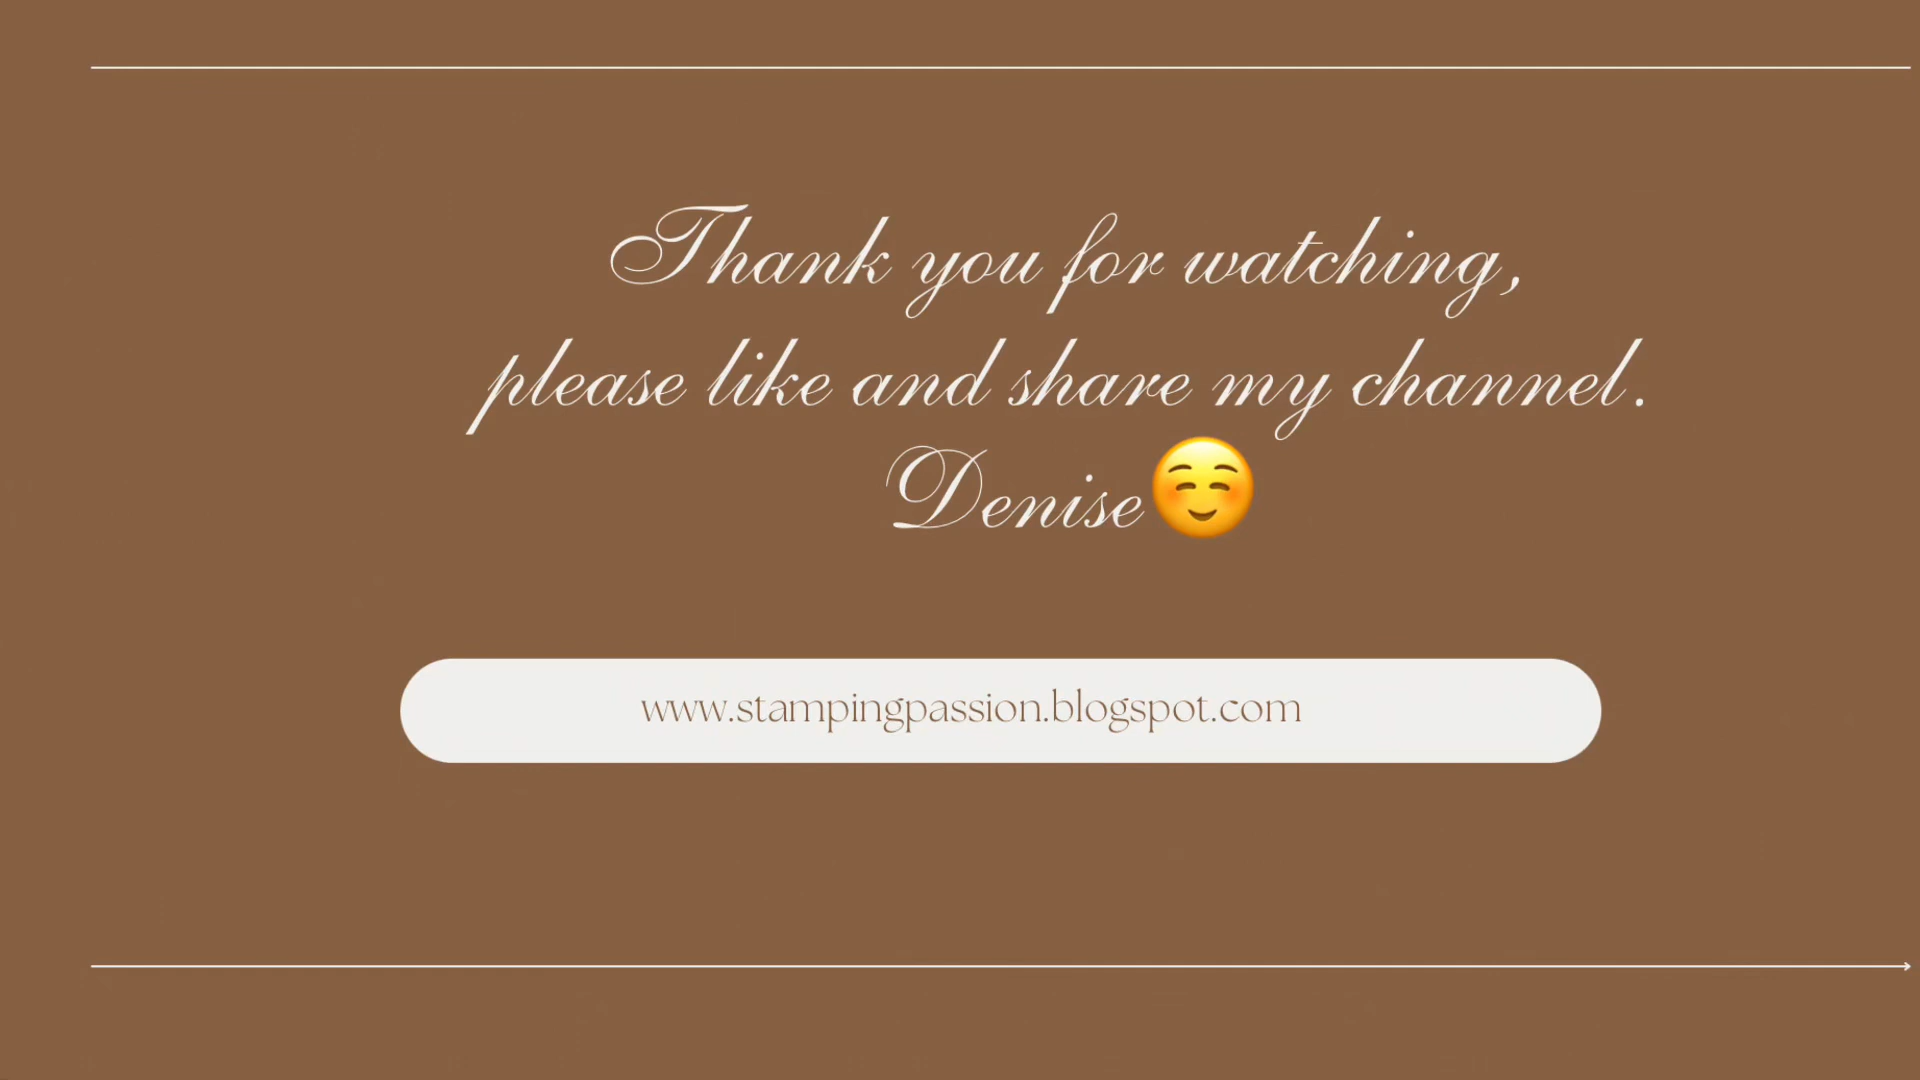 Thank you for watching,
please like and share my channel.
Denise☺️
www.stampingpassion.blogspot.com